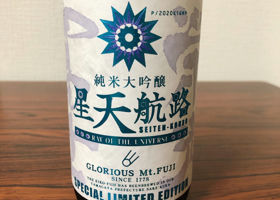 純米大吟醸
星天航路
SEITEN-KOURO
RAY OF THE UNIVERSE
GLORIOUS Mt.FUJI
SINCE 1778
SPECIAL LIMITED EDITION